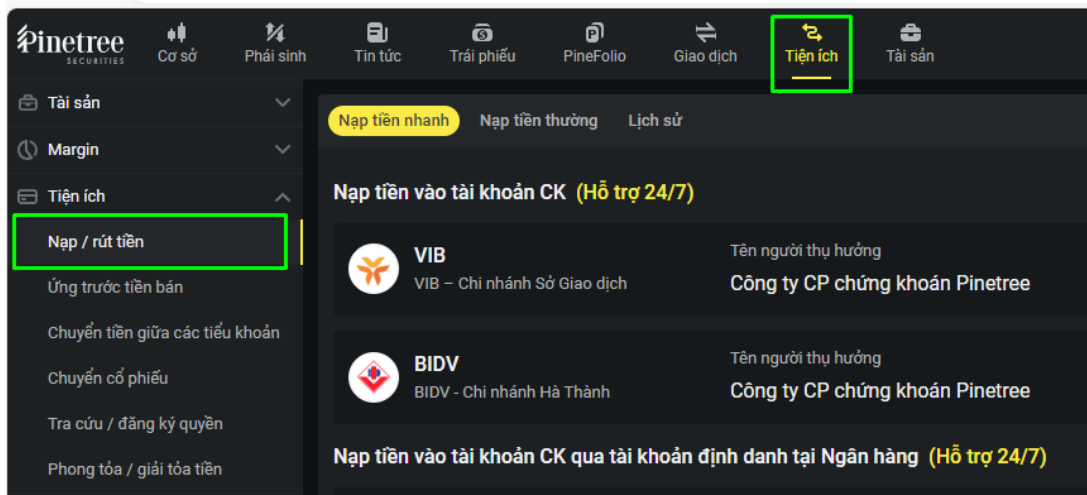 Pinetree
SECURITIES
Cơ sở
Phái sinh
Tin tức
Trái phiếu
PineFolio
Giao dịch
Tiện ích
Tài sản
Tài sản
Margin
Tiện ích
Nạp / rút tiền
Ứng trước tiền bán
Chuyển tiền giữa các tiểu khoản
Chuyển cổ phiếu
Tra cứu / đăng ký quyền
Phong tỏa / giải tỏa tiền
Nạp tiền nhanh
Nạp tiền thường
Lịch sử
Nạp tiền vào tài khoản CK (Hỗ trợ 24/7)
VIB
VIB – Chi nhánh Sở Giao dịch
Tên người thụ hưởng
Công ty CP chứng khoán Pinetree
BIDV
BIDV - Chi nhánh Hà Thành
Tên người thụ hưởng
Công ty CP chứng khoán Pinetree
Nạp tiền vào tài khoản CK qua tài khoản định danh tại Ngân hàng (Hỗ trợ 24/7)